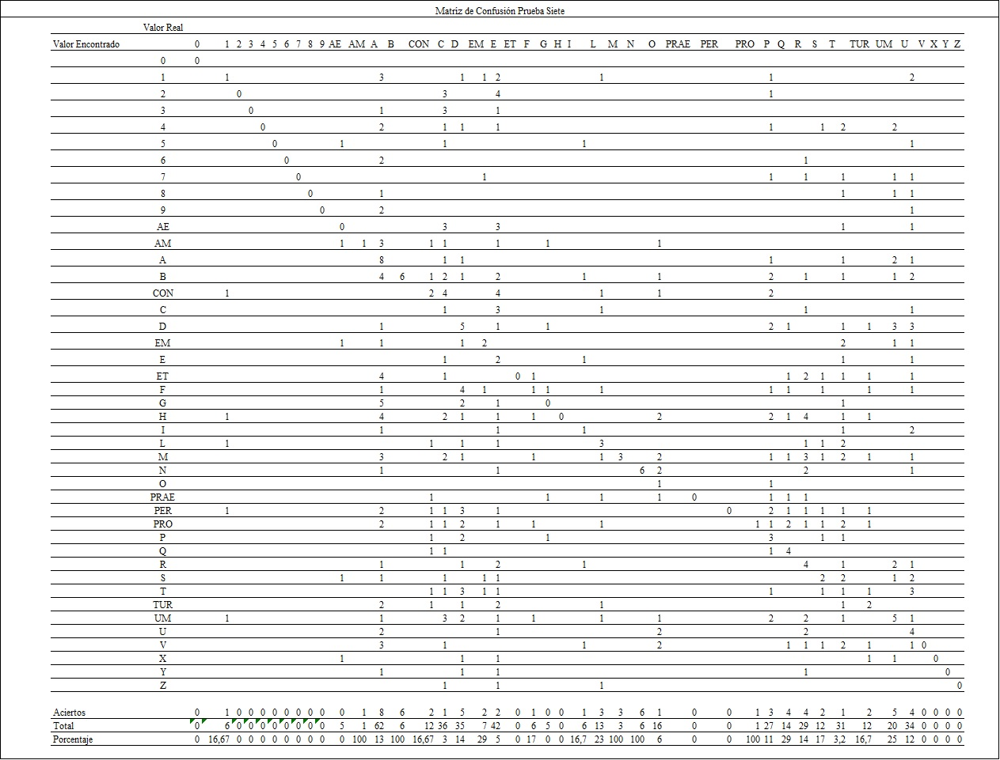 Matriz de Confusión Prueba Siete
Valor Real
Valor Encontrado 0 1 2 3 4 5 6 7 8 9 AE AM A B CON C D EM E ET F G H I L M N O PRAE PER PRO P Q R S T TUR UM U V X Y Z
0 0
1 1 3 1 1 2 1 1 2
2 0 3 4 1
3 0 1 3 1
4 0 2 1 1 1 1 1 2 2
5 0 1 1 1 1
6 0 2 1
7 0 1 1 1 1 1 1
8 0 1 1 1 1
9 0 2 1
AE 0 3 3 1 1
AM 1 1 3 1 1 1 1 1
A 8 1 1 1 1 2 1
B 4 6 1 2 1 2 1 1 2 1 1 1 2
CON 1 2 4 4 1 1 2
C 1 3 1 1 1
D 1 5 1 1 2 1 1 1 3 3
EM 1 1 1 2 2 1 1
E 1 2 1 1 1
ET 4 1 0 1 1 2 1 1 1 1
F 1 4 1 1 1 1 1 1 1 1 1
G 5 2 1 0 1
H 1 4 2 1 1 1 0 2 2 1 4 1 1
I 1 1 1 1 2
L 1 1 1 1 3 1 1 2
M 3 2 1 1 1 3 2 1 1 3 1 2 1 1
N 1 1 6 2 2 1
O 1 1
PRAE 1 1 1 1 0 1 1 1
PER 1 2 1 1 3 1 0 2 1 1 1 1 1
PRO 2 1 1 2 1 1 1 1 1 2 1 1 2 1
P 1 2 1 3 1 1
Q 1 1 1 4
R 1 1 2 1 4 1 2 1
S 1 1 1 1 1 2 2 1 2
T 1 1 3 1 1 1 1 1 1 3
TUR 2 1 1 2 1 1 2
UM 1 1 3 2 1 1 1 1 2 2 1 5 1
U 2 1 2 2 4
V 3 1 1 2 1 1 1 2 1 1 0
X 1 1 1 1 1 0
Y 1 1 1 1 0
Z 1 1 1 0
Aciertos 0 1 0 0 0 0 0 0 0 0 0 1 8 6 2 1 5 2 2 0 1 0 0 1 3 3 6 1 0 0 1 3 4 4 2 1 2 5 4 0 0 0 0
Total 0 6 0 0 0 0 0 0 0 0 5 1 62 6 12 36 35 7 42 0 6 5 0 6 13 3 6 16 0 0 1 27 14 29 12 31 12 20 34 0 0 0 0
Porcentaje 0 16,67 0 0 0 0 0 0 0 0 0 100 13 100 16,67 3 14 29 5 0 17 0 0 16,7 23 100 100 6 0 0 100 11 29 14 17 3,2 16,7 25 12 0 0 0 0